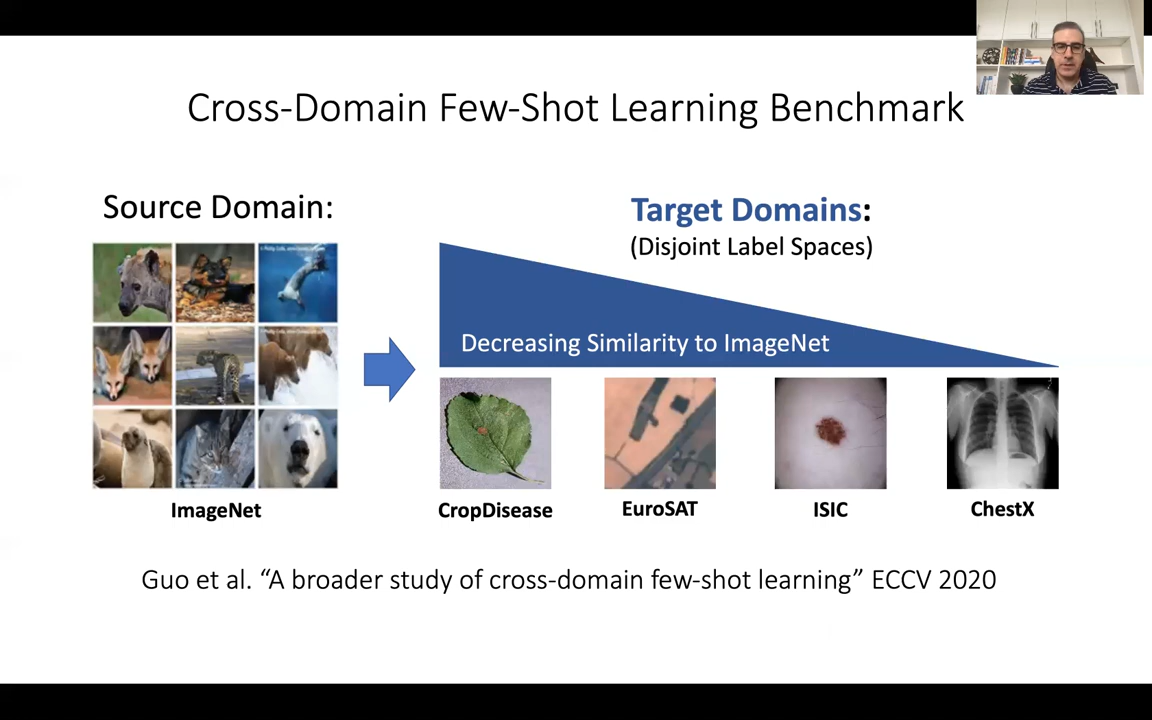 Cross-Domain Few-Shot Learning Benchmark
Source Domain:
Target Domains:
(Disjoint Label Spaces)
Decreasing Similarity to ImageNet
ImageNet
CropDisease
EuroSAT
ISIC
ChestX
Guo et al. “A broader study of cross-domain few-shot learning” ECCV 2020